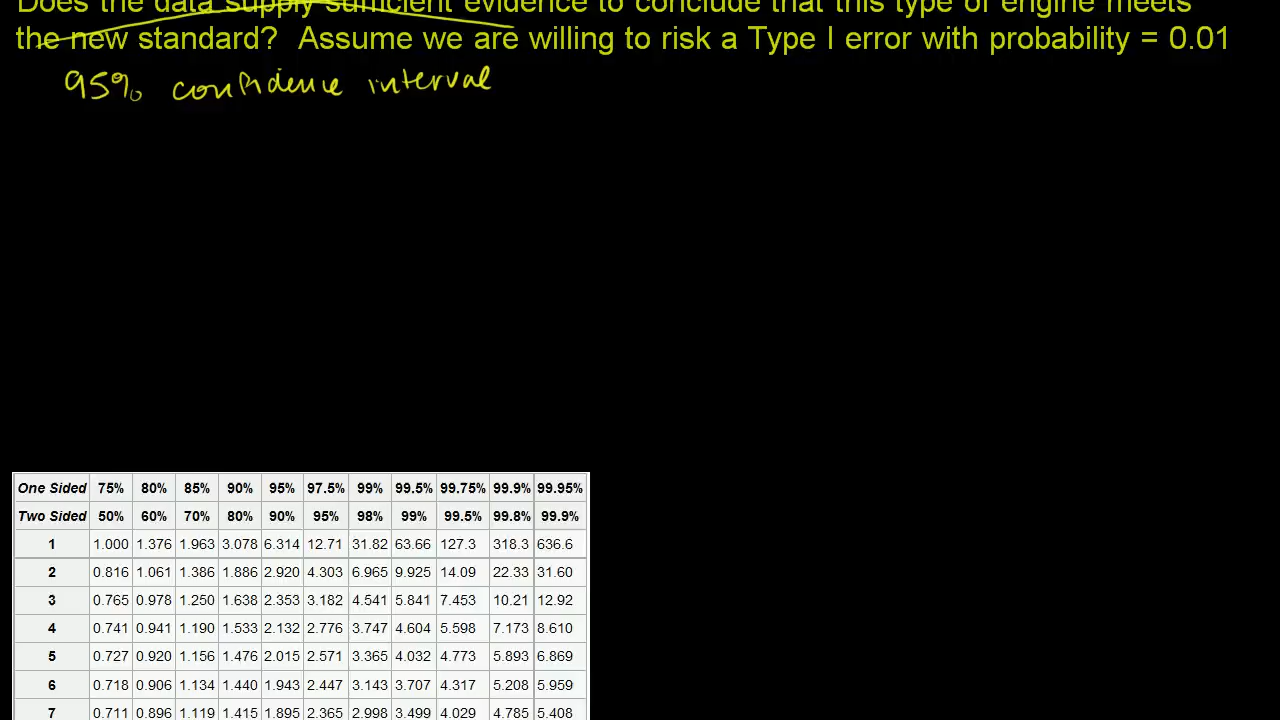 Does the data supply sufficient evidence to conclude that this type of engine meets
the new standard? Assume we are willing to risk a Type I error with probability = 0.01
95% confidence interval
One Sided 75% 80% 85% 90% 95% 97.5% 99% 99.5% 99.75% 99.9% 99.95%
Two Sided 50% 60% 70% 80% 90% 95% 98% 99% 99.5% 99.8% 99.9%
1 1.000 1.376 1.963 3.078 6.314 12.71 31.82 63.66 127.3 318.3 636.6
2 0.816 1.061 1.386 1.886 2.920 4.303 6.965 9.925 14.09 22.33 31.60
3 0.765 0.978 1.250 1.638 2.353 3.182 4.541 5.841 7.453 10.21 12.92
4 0.741 0.941 1.190 1.533 2.132 2.776 3.747 4.604 5.598 7.173 8.610
5 0.727 0.920 1.156 1.476 2.015 2.571 3.365 4.032 4.773 5.893 6.869
6 0.718 0.906 1.134 1.440 1.943 2.447 3.143 3.707 4.317 5.208 5.959
7 0.711 0.896 1.119 1.415 1.895 2.365 2.998 3.499 4.029 4.785 5.408